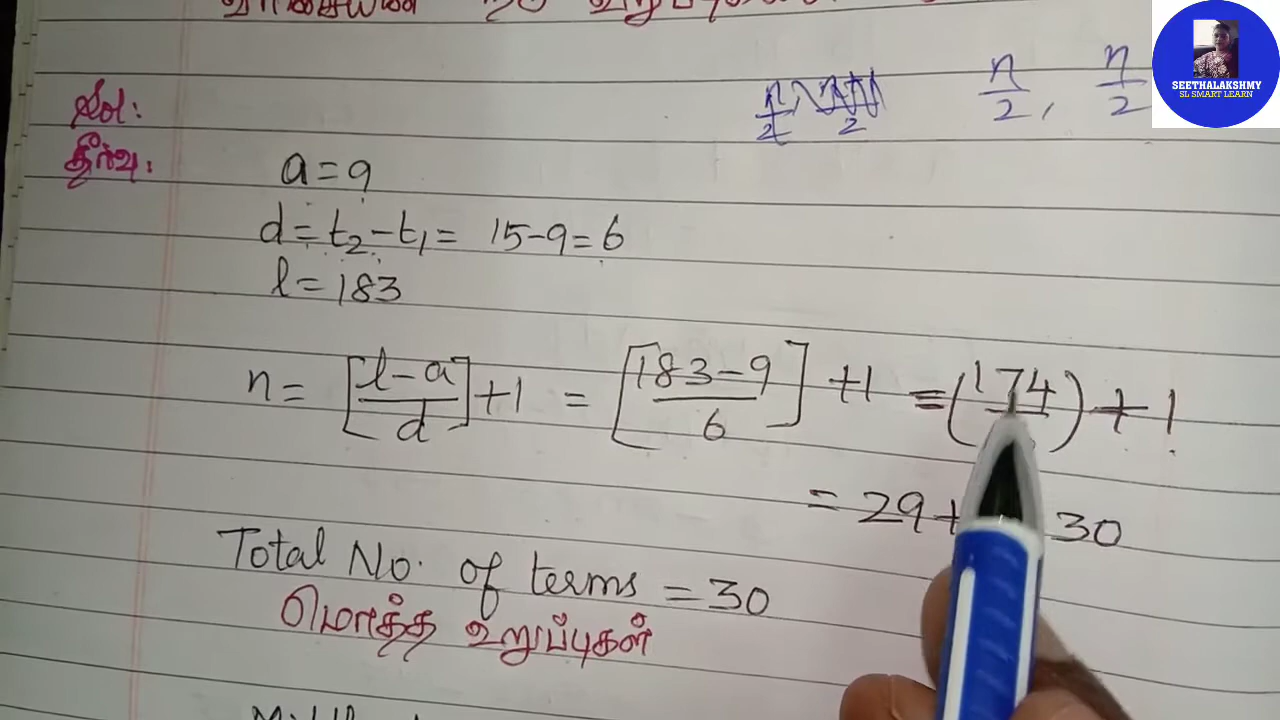 n/2 n/2, n/2
SEETHALAKSHMY
SL SMART LEARN
Sol:
தீர்வு:
a = 9
d = t₂ - t₁ = 15 - 9 = 6
l = 183
n = [(l - a)/d] + 1 = [(183 - 9)/6] + 1 = (174/) + 1
= 29 + 30
Total No. of terms = 30
மொத்த உறுப்புகள்